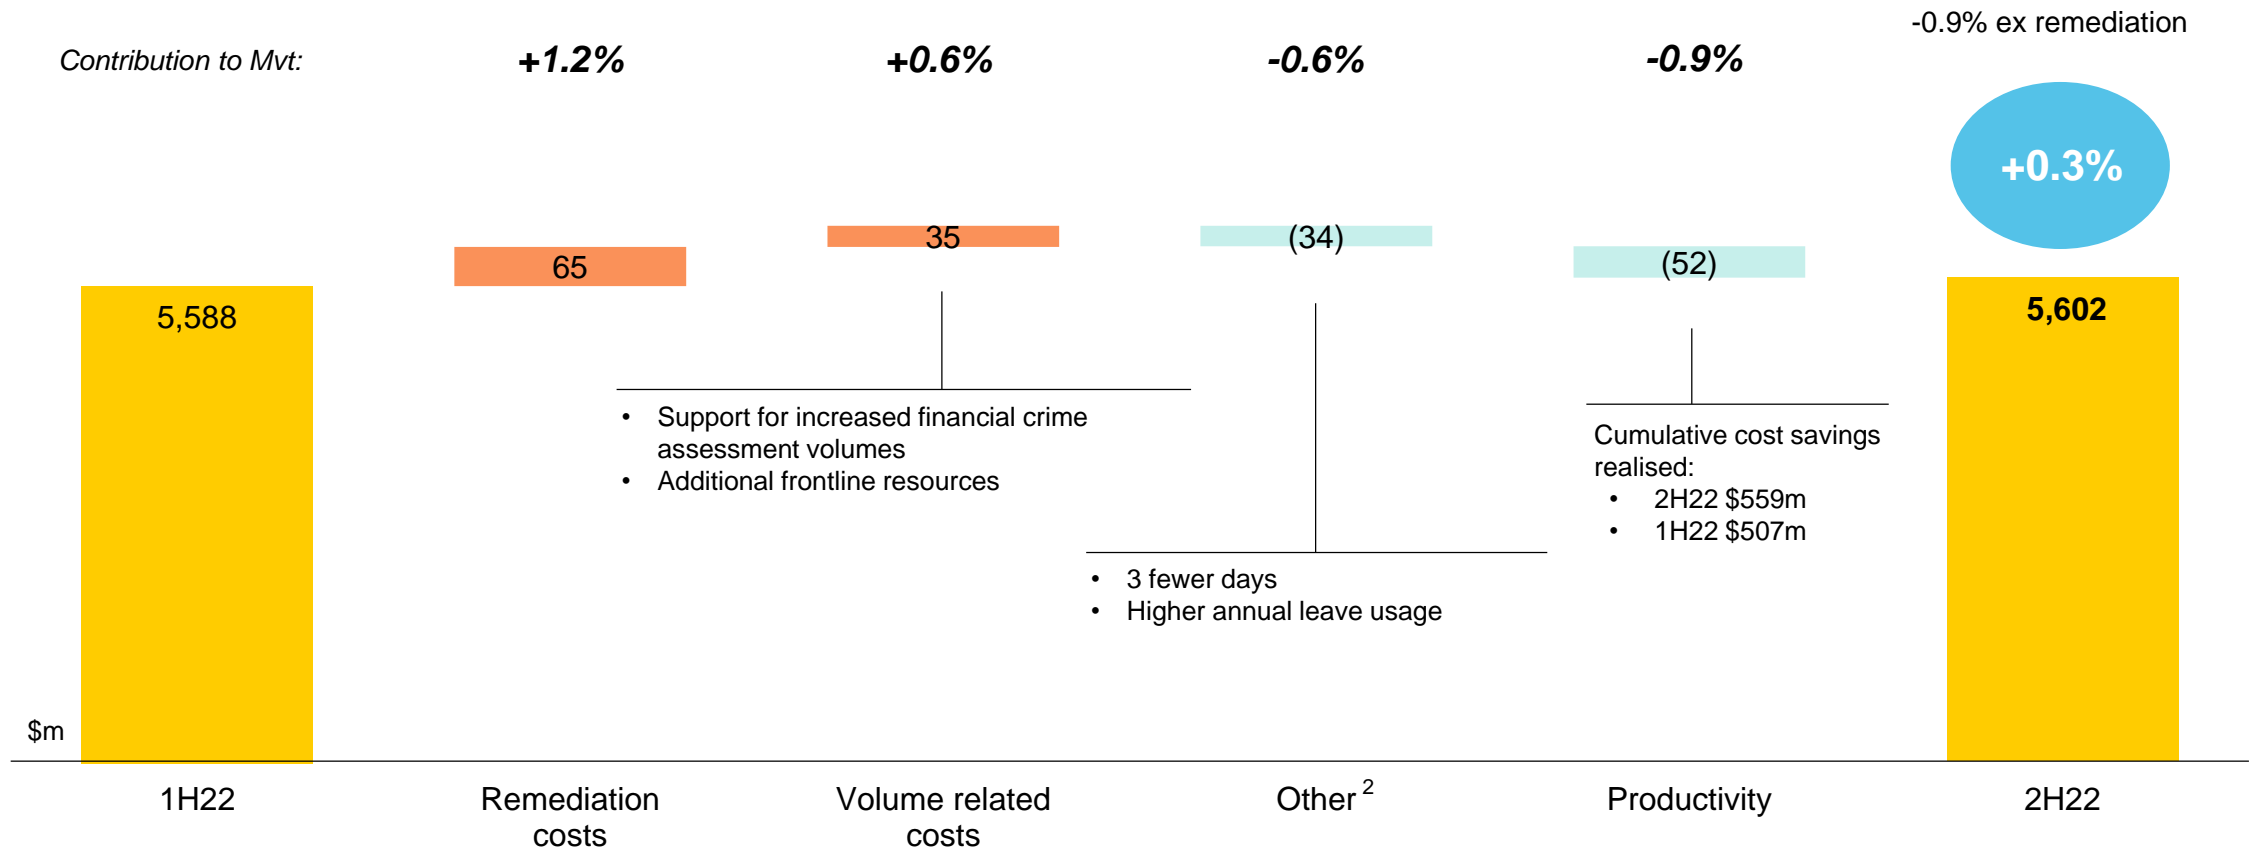 -0.9% ex remediation
Contribution to Mvt: +1.2% +0.6% -0.6% -0.9%
+0.3%
65
35
(34)
(52)
5,588
5,602
• Support for increased financial crime
assessment volumes
• Additional frontline resources
Cumulative cost savings
realised:
• 2H22 $559m
• 1H22 $507m
• 3 fewer days
• Higher annual leave usage
$m
1H22
Remediation
costs
Volume related
costs
Other 2
Productivity
2H22